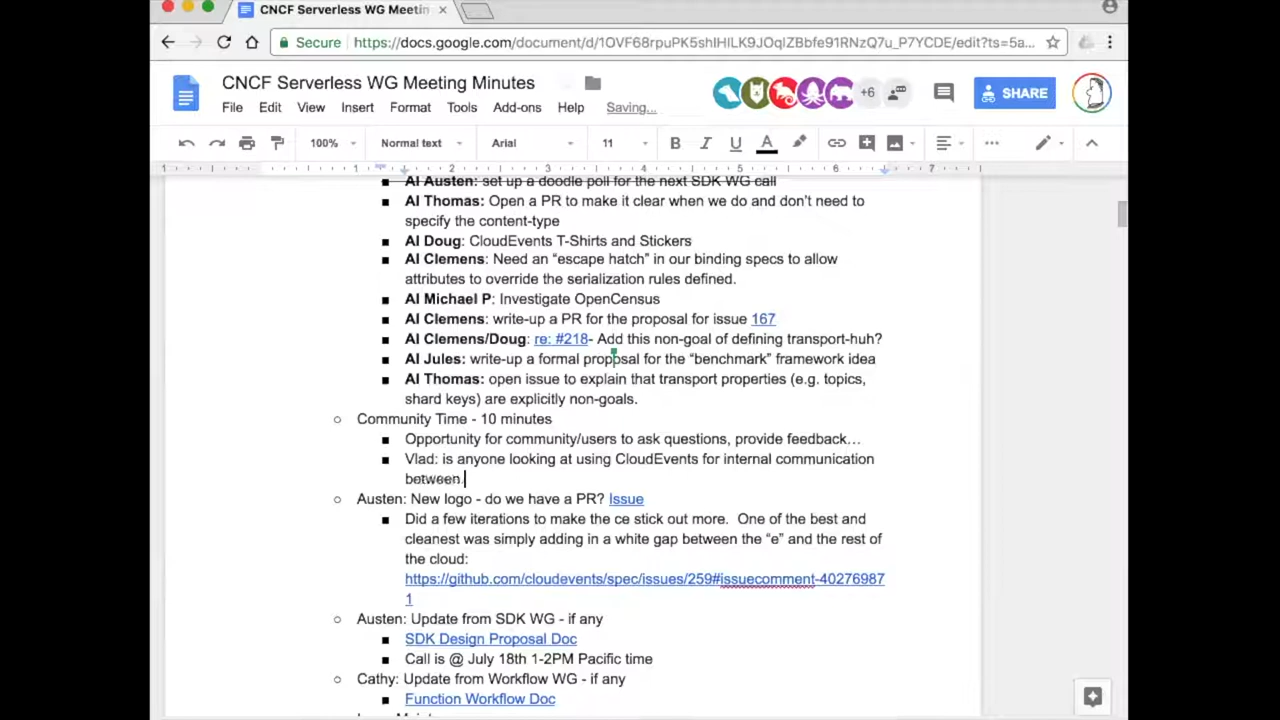 CNCF Serverless WG Meetin
Secure https://docs.google.com/document/d/1OVF68rpuPK5shIHlLK9JOqlZBbfe91RNzQ7u_P7YCDE/edit?ts=5a...
CNCF Serverless WG Meeting Minutes
File Edit View Insert Format Tools Add-ons Help Saving...
+6
SHARE
100% Normal text Arial 11 B I U A
1 2 3 4 5 6 7
AI Austen: set up a doodle poll for the next SDK WG call
AI Thomas: Open a PR to make it clear when we do and don't need to
specify the content-type
AI Doug: CloudEvents T-Shirts and Stickers
AI Clemens: Need an “escape hatch” in our binding specs to allow
attributes to override the serialization rules defined.
AI Michael P: Investigate OpenCensus
AI Clemens: write-up a PR for the proposal for issue 167
AI Clemens/Doug: re: #218- Add this non-goal of defining transport-huh?
AI Jules: write-up a formal proposal for the “benchmark” framework idea
AI Thomas: open issue to explain that transport properties (e.g. topics,
shard keys) are explicitly non-goals.
Community Time - 10 minutes
Opportunity for community/users to ask questions, provide feedback…
Vlad: is anyone looking at using CloudEvents for internal communication
between.
Austen: New logo - do we have a PR? Issue
Did a few iterations to make the ce stick out more. One of the best and
cleanest was simply adding in a white gap between the “e” and the rest of
the cloud:
https://github.com/cloudevents/spec/issues/259#issuecomment-40276987
1
Austen: Update from SDK WG - if any
SDK Design Proposal Doc
Call is @ July 18th 1-2PM Pacific time
Cathy: Update from Workflow WG - if any
Function Workflow Doc